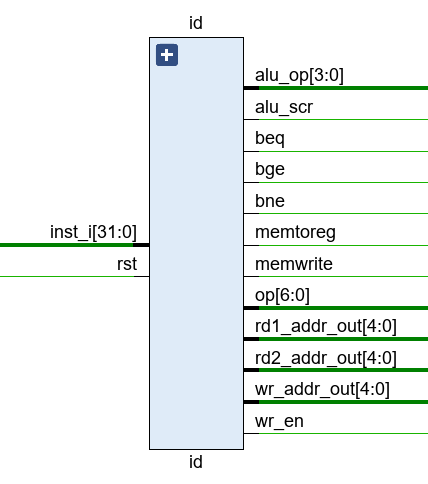 id
alu_op[3:0]
alu_scr
beq
bge
bne
inst_i[31:0]
memtoreg
rst
memwrite
op[6:0]
rd1_addr_out[4:0]
rd2_addr_out[4:0]
wr_addr_out[4:0]
wr_en
id